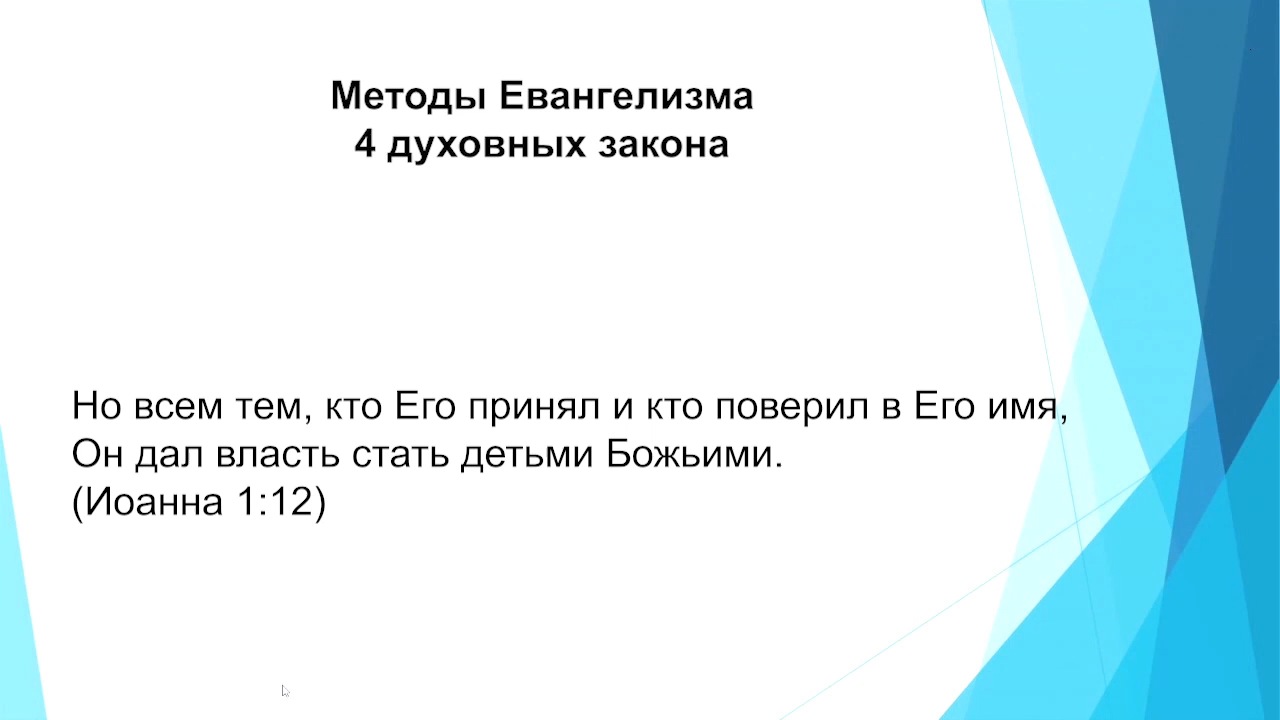 Методы Евангелизма
4 духовных закона
Но всем тем, кто Его принял и кто поверил в Его имя,
Он дал власть стать детьми Божьими.
(Иоанна 1:12)